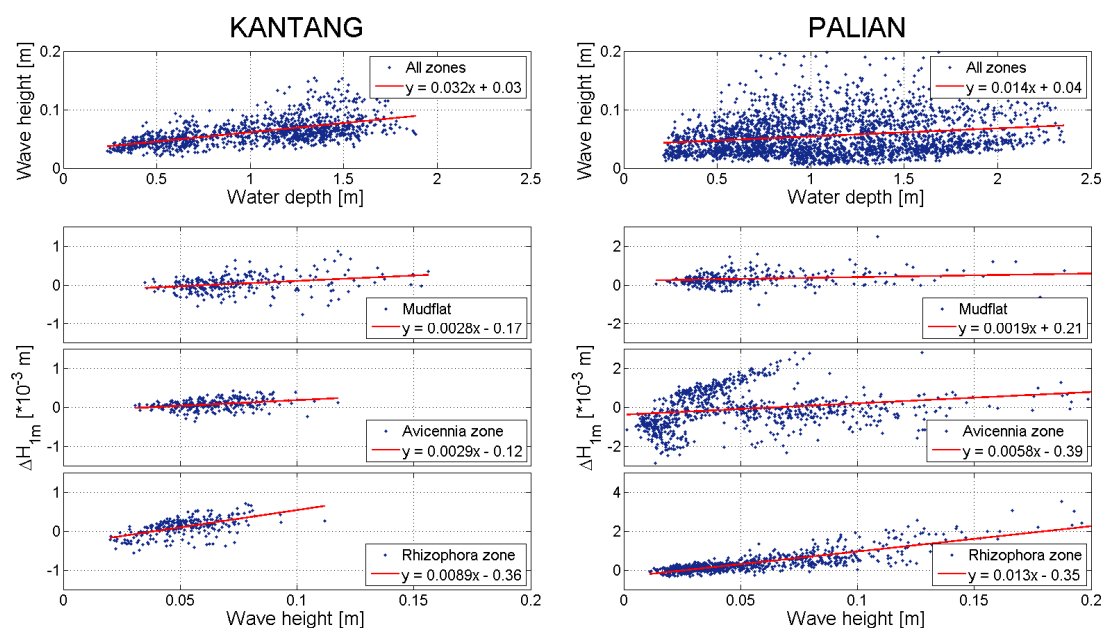 KANTANG
Wave height [m]
0.2
0.1
0
All zones
y = 0.032x + 0.03
0
0.5
1
1.5
2
2.5
Water depth [m]
PALIAN
Wave height [m]
0.2
0.1
0
All zones
y = 0.014x + 0.04
0
0.5
1
1.5
2
2.5
Water depth [m]
ΔH1m [*10-3 m]
1
0
-1
Mudflat
y = 0.0028x - 0.17
1
0
-1
Avicennia zone
y = 0.0029x - 0.12
1
0
-1
Rhizophora zone
y = 0.0089x - 0.36
0
0.05
0.1
0.15
0.2
Wave height [m]
ΔH1m [*10-3 m]
2
0
-2
Mudflat
y = 0.0019x + 0.21
2
0
-2
Avicennia zone
y = 0.0058x - 0.39
4
2
0
Rhizophora zone
y = 0.013x - 0.35
0
0.05
0.1
0.15
0.2
Wave height [m]